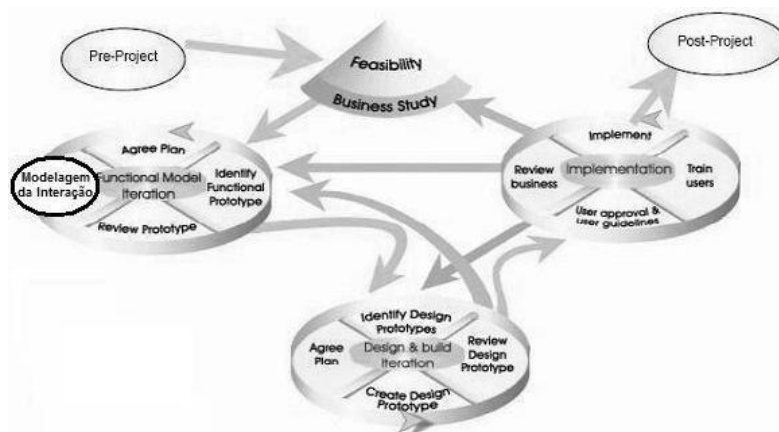 Pre-Project
Post-Project
Feasibility
Business Study
Agree Plan
Modelagem
da Interação
Functional Model
Iteration
Identify
Functional
Prototype
Review Prototype
Implement
Review
business
Implementation
Train
users
User approval &
user guidelines
Identify Design
Prototypes
Agree
Plan
Design & build
Iteration
Review
Design
Prototype
Create Design
Prototype